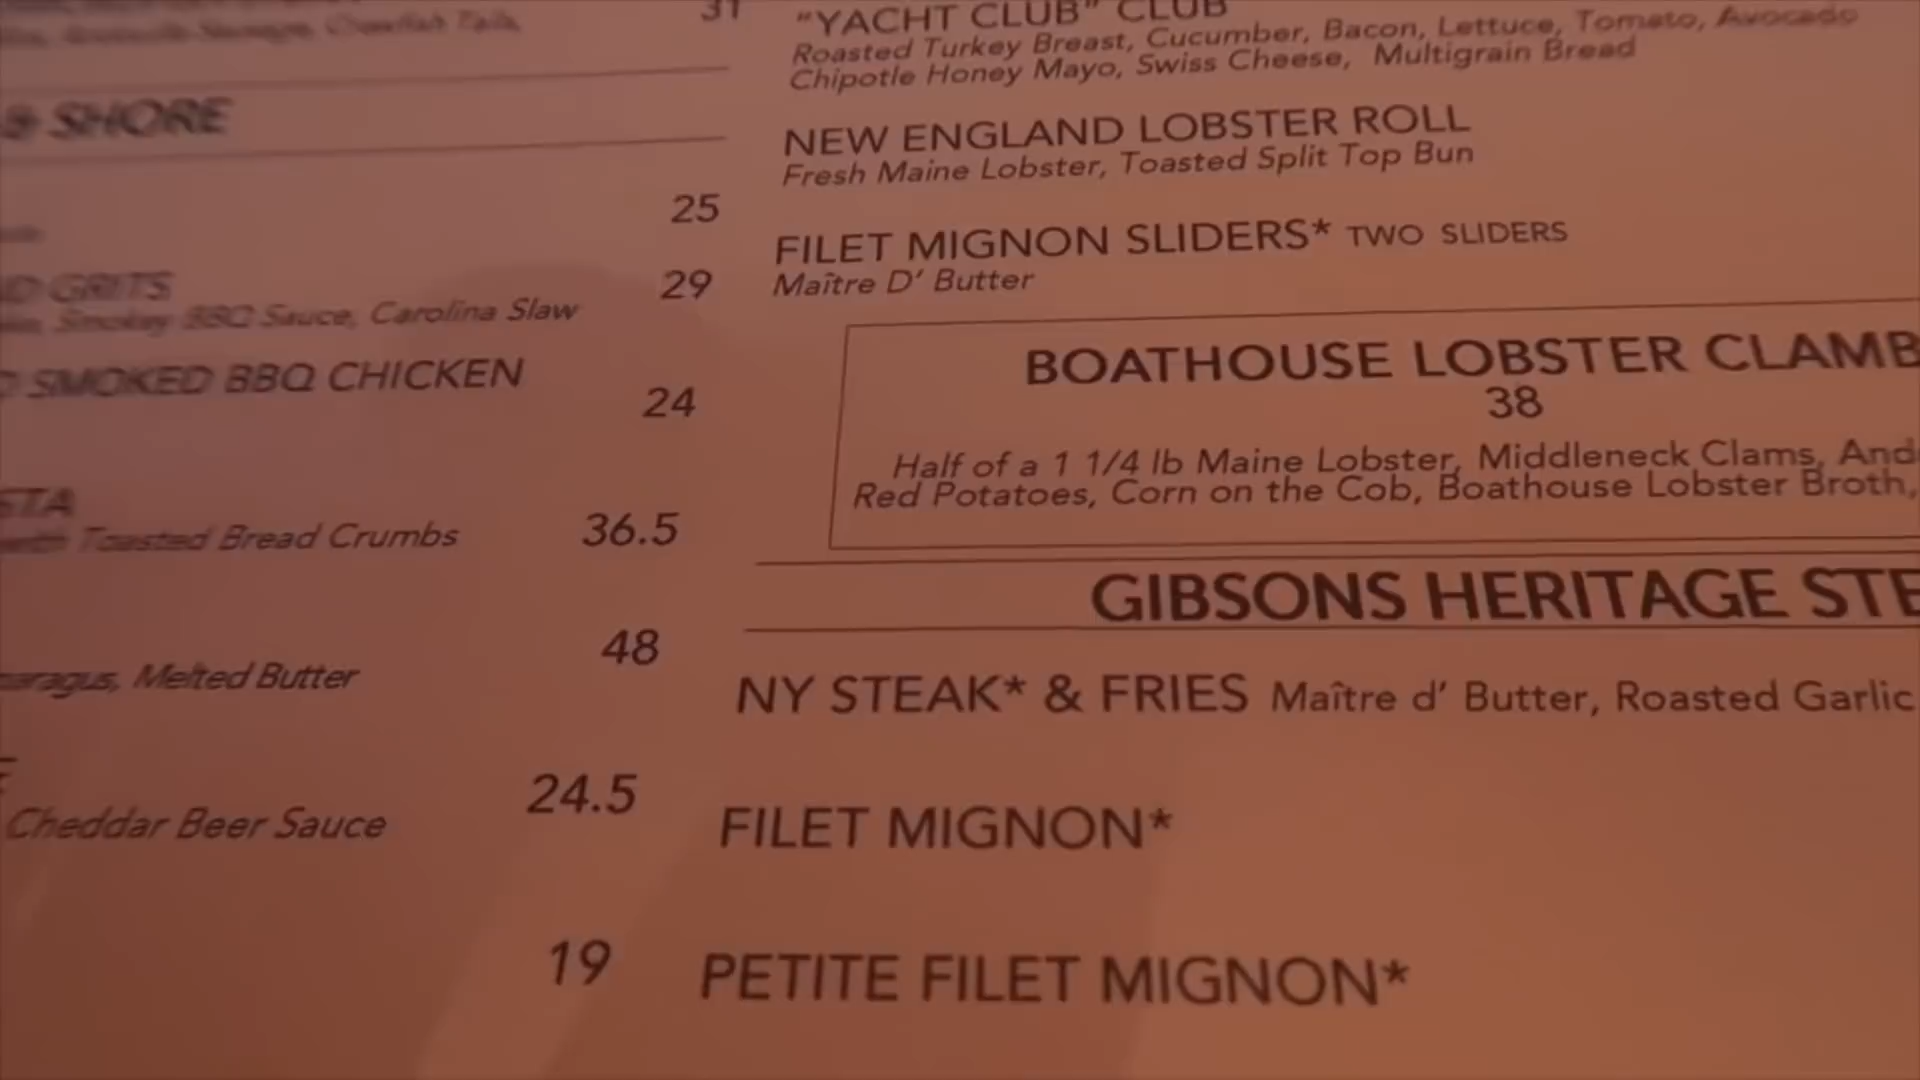 31
Crawfish Tails,
& SHORE
25
GRITS
29
Smokey BBQ Sauce, Carolina Slaw
SMOKED BBQ CHICKEN
24
with Toasted Bread Crumbs
36.5
48
Melted Butter
24.5
Cheddar Beer Sauce
19
"YACHT CLUB" CLUB
Roasted Turkey Breast, Cucumber, Bacon, Lettuce, Tomato, Avocado
Chipotle Honey Mayo, Swiss Cheese, Multigrain Bread
NEW ENGLAND LOBSTER ROLL
Fresh Maine Lobster, Toasted Split Top Bun
FILET MIGNON SLIDERS* TWO SLIDERS
Maître D' Butter
BOATHOUSE LOBSTER CLAMB
38
Half of a 1 1/4 lb Maine Lobster, Middleneck Clams, And
Red Potatoes, Corn on the Cob, Boathouse Lobster Broth,
GIBSONS HERITAGE STE
NY STEAK* & FRIES Maître d' Butter, Roasted Garlic
FILET MIGNON*
PETITE FILET MIGNON*